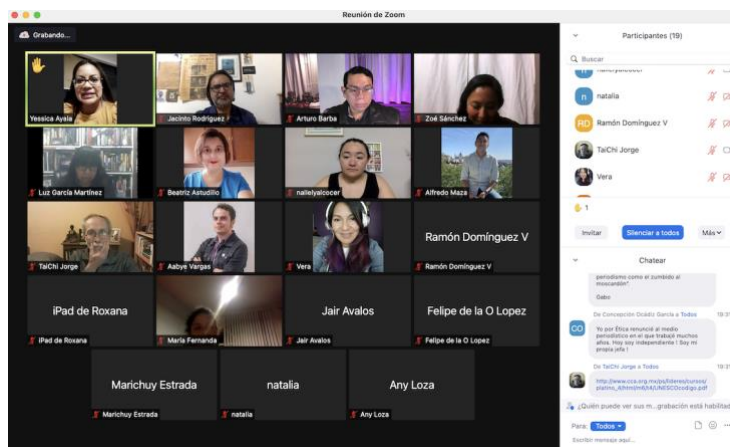 Reunión de Zoom
Grabando...
Yessica Ayala
Jacinto Rodríguez
Arturo Barba
Zoé Sánchez
Luz García Martínez
Beatriz Astudillo
nallelyalcocer
Alfredo Maza
TaiChi Jorge
Aabye Vargas
Vera
Ramón Domínguez V
Ramón Domínguez V
iPad de Roxana
iPad de Roxana
María Fernanda
Jair Avalos
Jair Avalos
Felipe de la O Lopez
Felipe de la O Lopez
Marichuy Estrada
Marichuy Estrada
natalia
natalia
Any Loza
Any Loza
Participantes (19)
Buscar
n natalia
RD Ramón Domínguez V
TaiChi Jorge
Vera
1
Invitar
Silenciar a todos
Más
Chatear
periodismo como el zumbido al
moscardón".
Gabo
De Concepción Ocádiz García a Todos
CO
Yo por Ética renuncié al medio
periodístico en el que trabajé muchos
años. Hoy soy independiente ! Soy mi
propia jefa !
De TaiChi Jorge a Todos
¿Quién puede ver sus m...grabación está habilitad
Para: Todos
Escribir mensaje aquí...